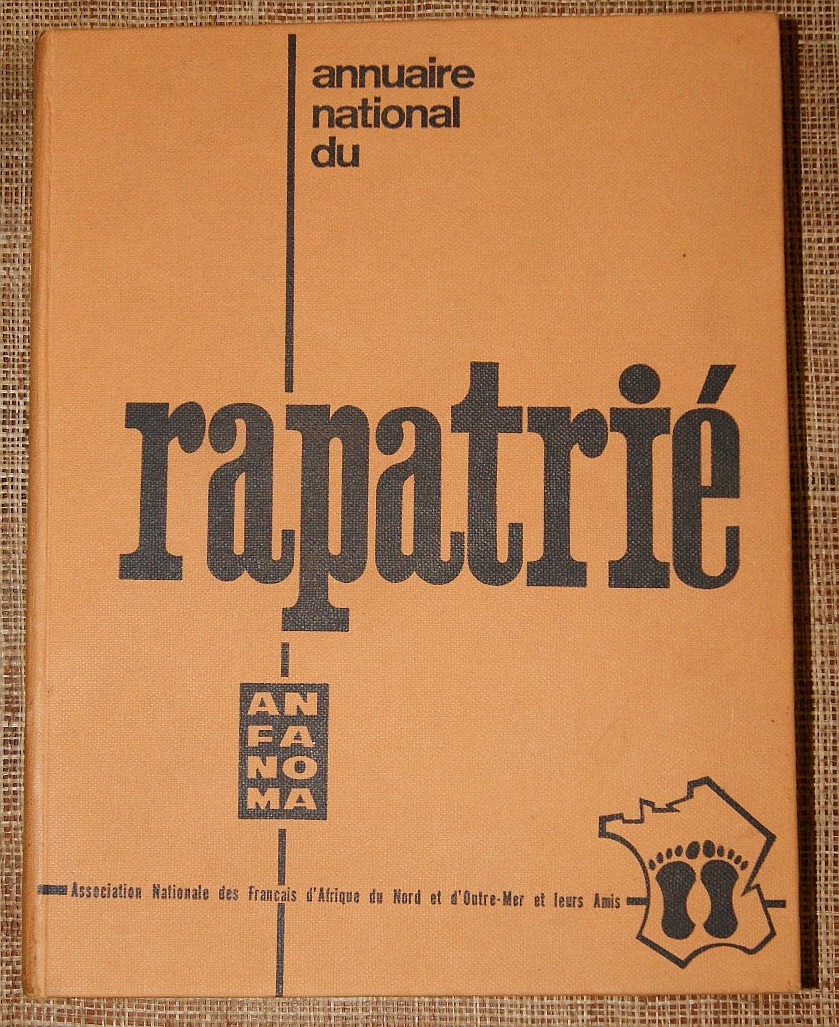 annuaire
national
du
rapatrié
AN
FA
NO
MA
Association Nationale des Français d'Afrique du Nord et d'Outre-Mer et leurs Amis